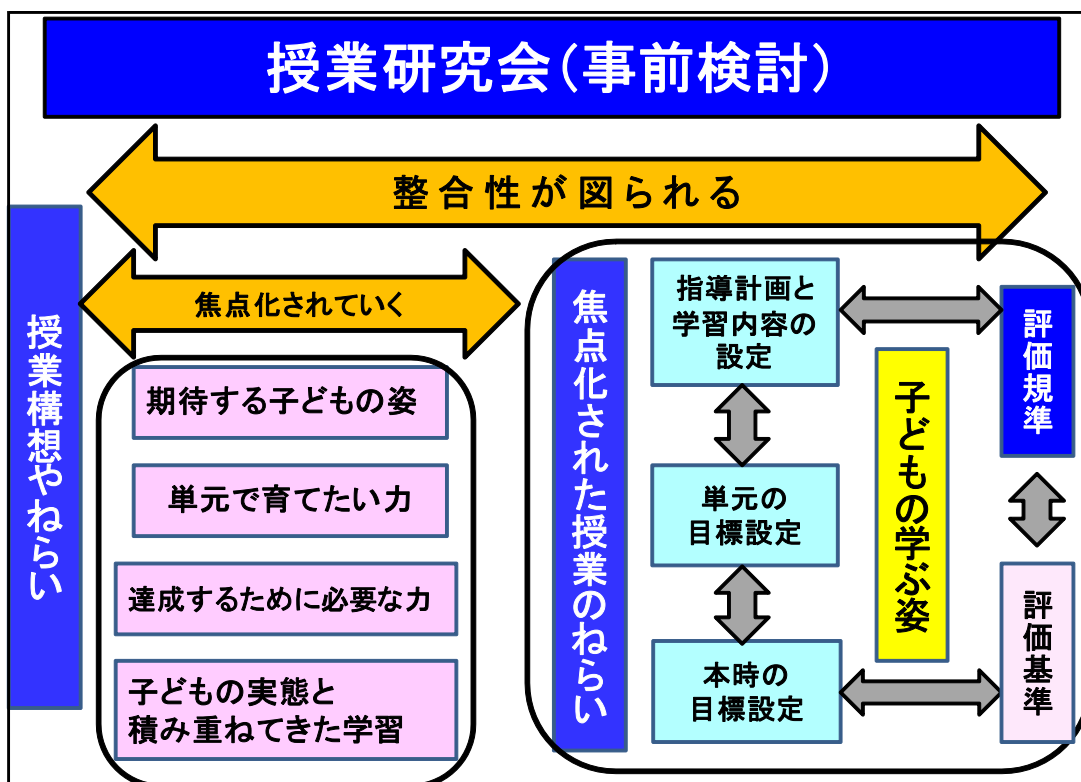 授業研究会（事前検討）
整合性が図られる
授業構想やねらい
焦点化されていく
期待する子どもの姿
単元で育てたい力
達成するために必要な力
子どもの実態と
積み重ねてきた学習
焦点化された授業のねらい
指導計画と
学習内容の
設定
単元の
目標設定
本時の
目標設定
子どもの学ぶ姿
評価規準
評価基準